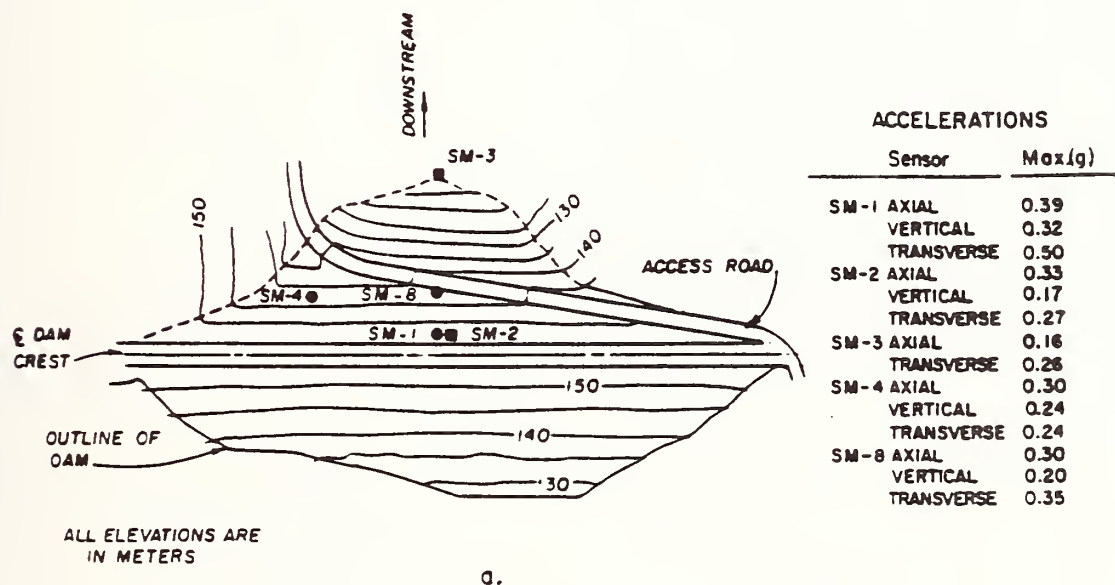 DOWNSTREAM
SM-3
150
130
140
ACCESS ROAD
SM-4
SM-8
SM-1
SM-2
℄ DAM
CREST
150
OUTLINE OF
DAM
140
130
ALL ELEVATIONS ARE
IN METERS
a.
ACCELERATIONS
Sensor Max.(g)
SM-1 AXIAL 0.39
VERTICAL 0.32
TRANSVERSE 0.50
SM-2 AXIAL 0.33
VERTICAL 0.17
TRANSVERSE 0.27
SM-3 AXIAL 0.16
TRANSVERSE 0.26
SM-4 AXIAL 0.30
VERTICAL 0.24
TRANSVERSE 0.24
SM-8 AXIAL 0.30
VERTICAL 0.20
TRANSVERSE 0.35